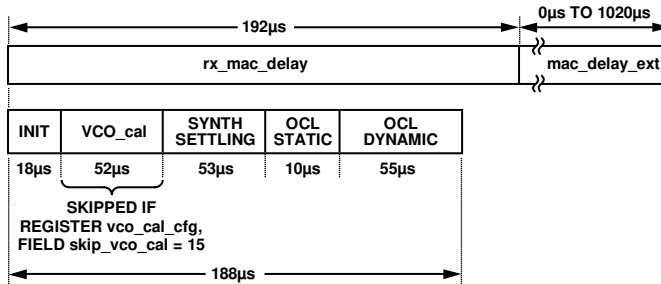 192µs
0µs TO 1020µs
rx_mac_delay
mac_delay_ext
INIT
VCO_cal
SYNTH
SETTLING
OCL
STATIC
OCL
DYNAMIC
18µs
52µs
53µs
10µs
55µs
SKIPPED IF
REGISTER vco_cal_cfg,
FIELD skip_vco_cal = 15
188µs